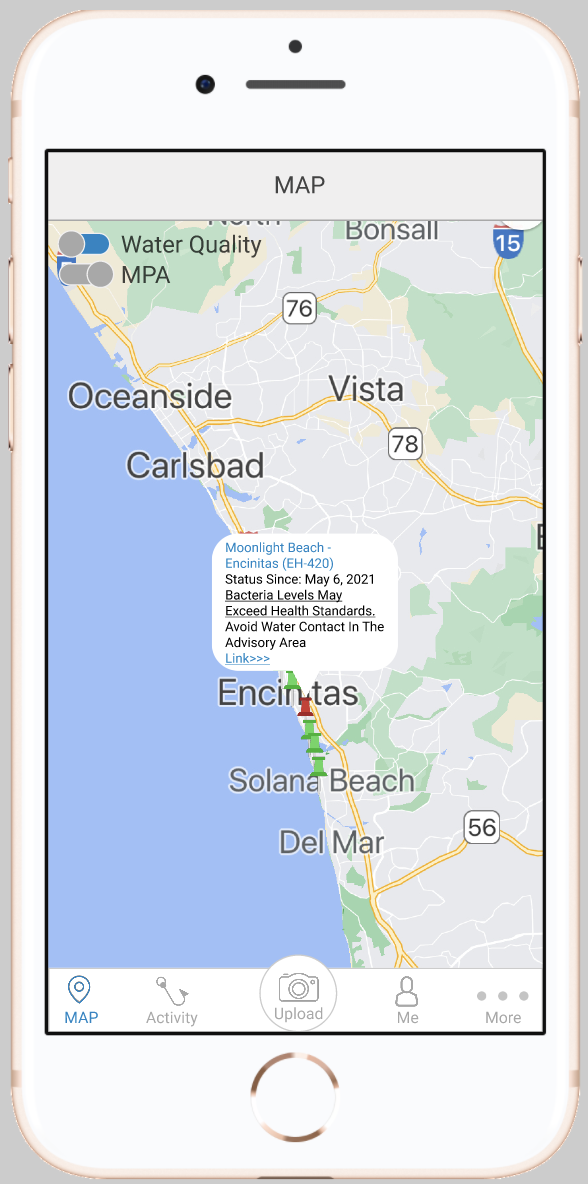 MAP
North
Bonsall
Water Quality
15
MPA
76
Oceanside
Vista
78
Carlsbad
Moonlight Beach -
Encinitas (EH-420)
Status Since: May 6, 2021
Bacteria Levels May
Exceed Health Standards.
Avoid Water Contact In The
Advisory Area
Link>>>
Encinitas
Solana Beach
56
Del Mar
MAP
Activity
Upload
Me
More